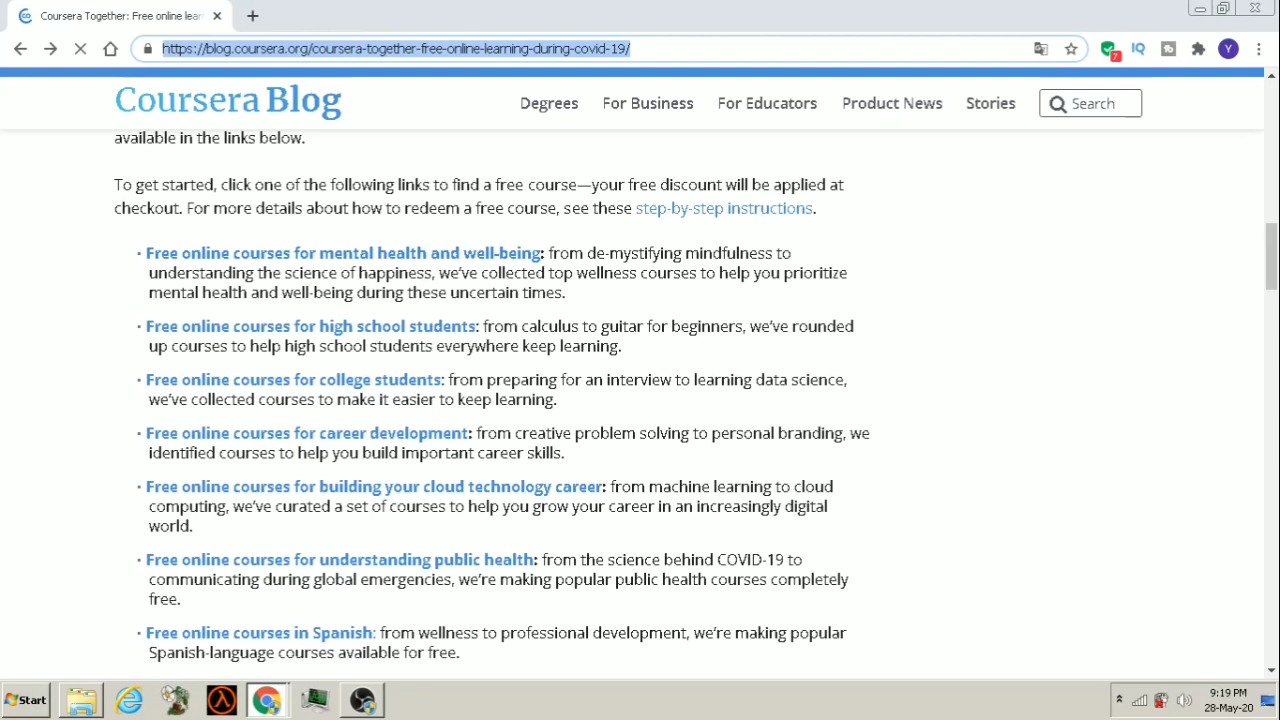 Coursera Together: Free online lear
https://blog.coursera.org/coursera-together-free-online-learning-during-covid-19/
7
IQ
Y
Coursera Blog
Degrees
For Business
For Educators
Product News
Stories
Search
available in the links below.
To get started, click one of the following links to find a free course—your free discount will be applied at
checkout. For more details about how to redeem a free course, see these step-by-step instructions.
· Free online courses for mental health and well-being: from de-mystifying mindfulness to
understanding the science of happiness, we've collected top wellness courses to help you prioritize
mental health and well-being during these uncertain times.
· Free online courses for high school students: from calculus to guitar for beginners, we've rounded
up courses to help high school students everywhere keep learning.
· Free online courses for college students: from preparing for an interview to learning data science,
we've collected courses to make it easier to keep learning.
· Free online courses for career development: from creative problem solving to personal branding, we
identified courses to help you build important career skills.
· Free online courses for building your cloud technology career: from machine learning to cloud
computing, we've curated a set of courses to help you grow your career in an increasingly digital
world.
· Free online courses for understanding public health: from the science behind COVID-19 to
communicating during global emergencies, we're making popular public health courses completely
free.
· Free online courses in Spanish: from wellness to professional development, we're making popular
Spanish-language courses available for free.
Start
9:19 PM
28-May-20